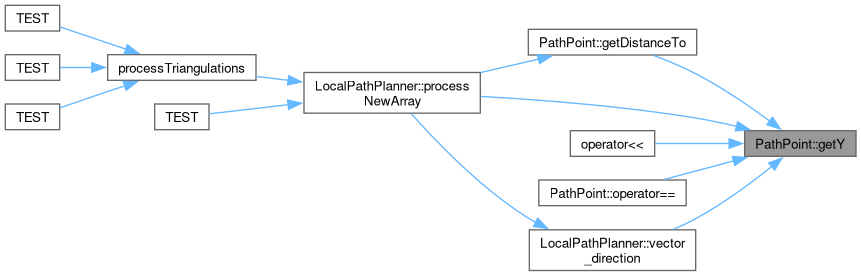 TEST
TEST
TEST
processTriangulations
TEST
LocalPathPlanner::process
NewArray
PathPoint::getDistanceTo
operator<<
PathPoint::operator==
LocalPathPlanner::vector
_direction
PathPoint::getY